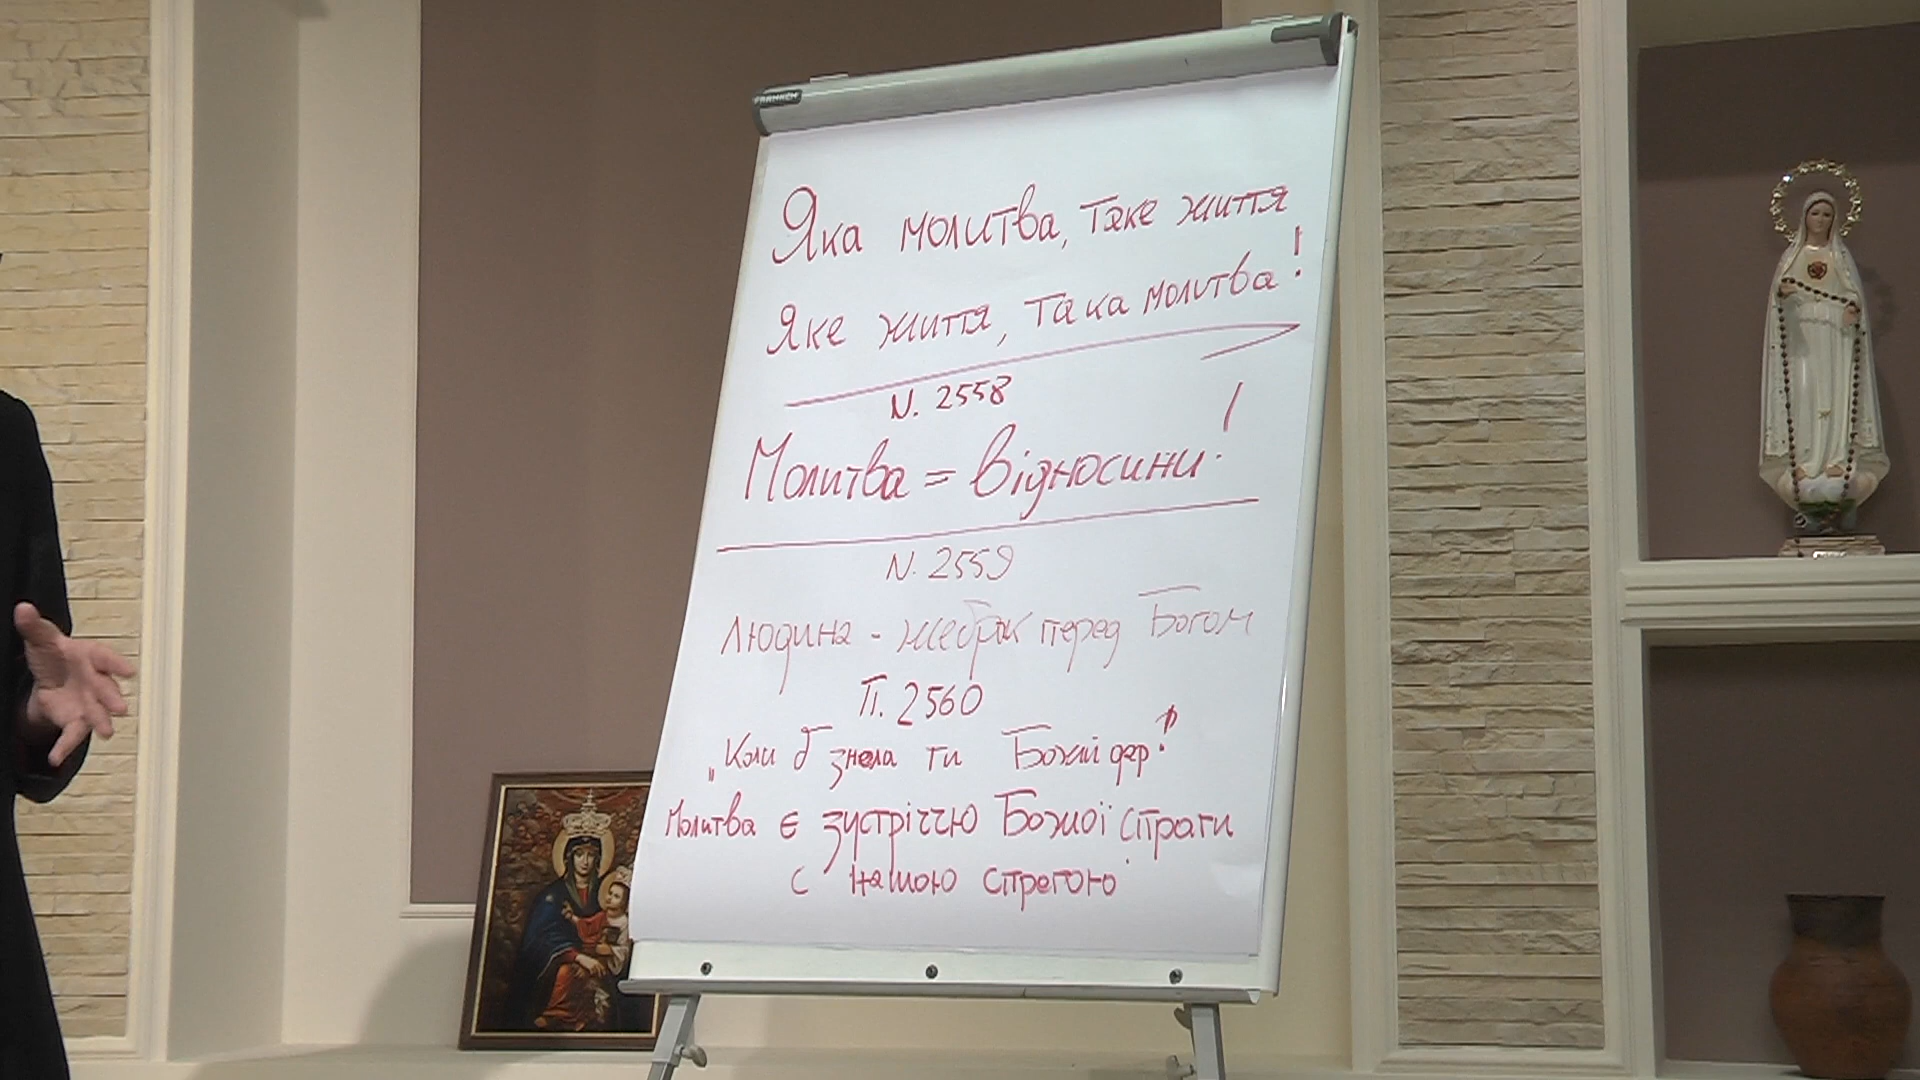 FRANKEN
Яка молитва, таке життя
Яке життя, така молитва!
N. 2558
Молитва = відносини!
N. 2559
Людина - жебрак перед Богом
П. 2560
„Коли б знала ти Божий дар!
Молитва є зустріччю Божої спраги
с нашою спрагою